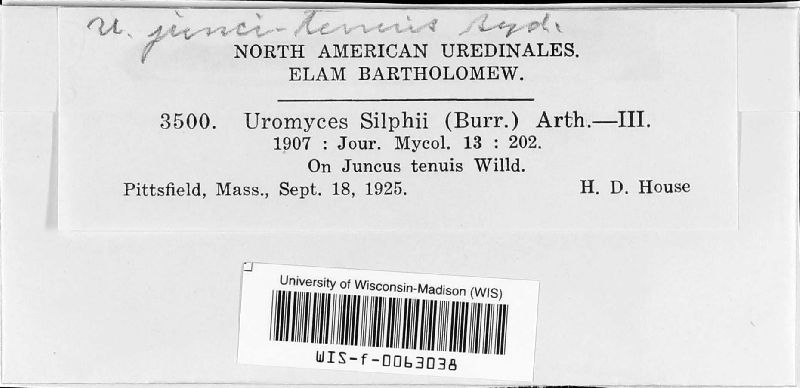 U. junci-tenuis Syd.
NORTH AMERICAN UREDINALES.
ELAM BARTHOLOMEW.
3500. Uromyces Silphii (Burr.) Arth.—III.
1907 : Jour. Mycol. 13 : 202.
On Juncus tenuis Willd.
Pittsfield, Mass., Sept. 18, 1925. H. D. House
University of Wisconsin-Madison (WIS)
WIS-f-0063038